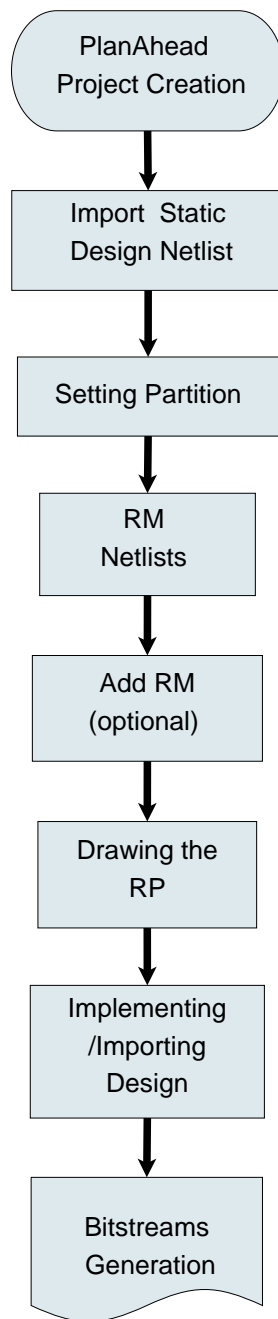 PlanAhead
Project Creation
Import Static
Design Netlist
Setting Partition
RM
Netlists
Add RM
(optional)
Drawing the
RP
Implementing
/Importing
Design
Bitstreams
Generation